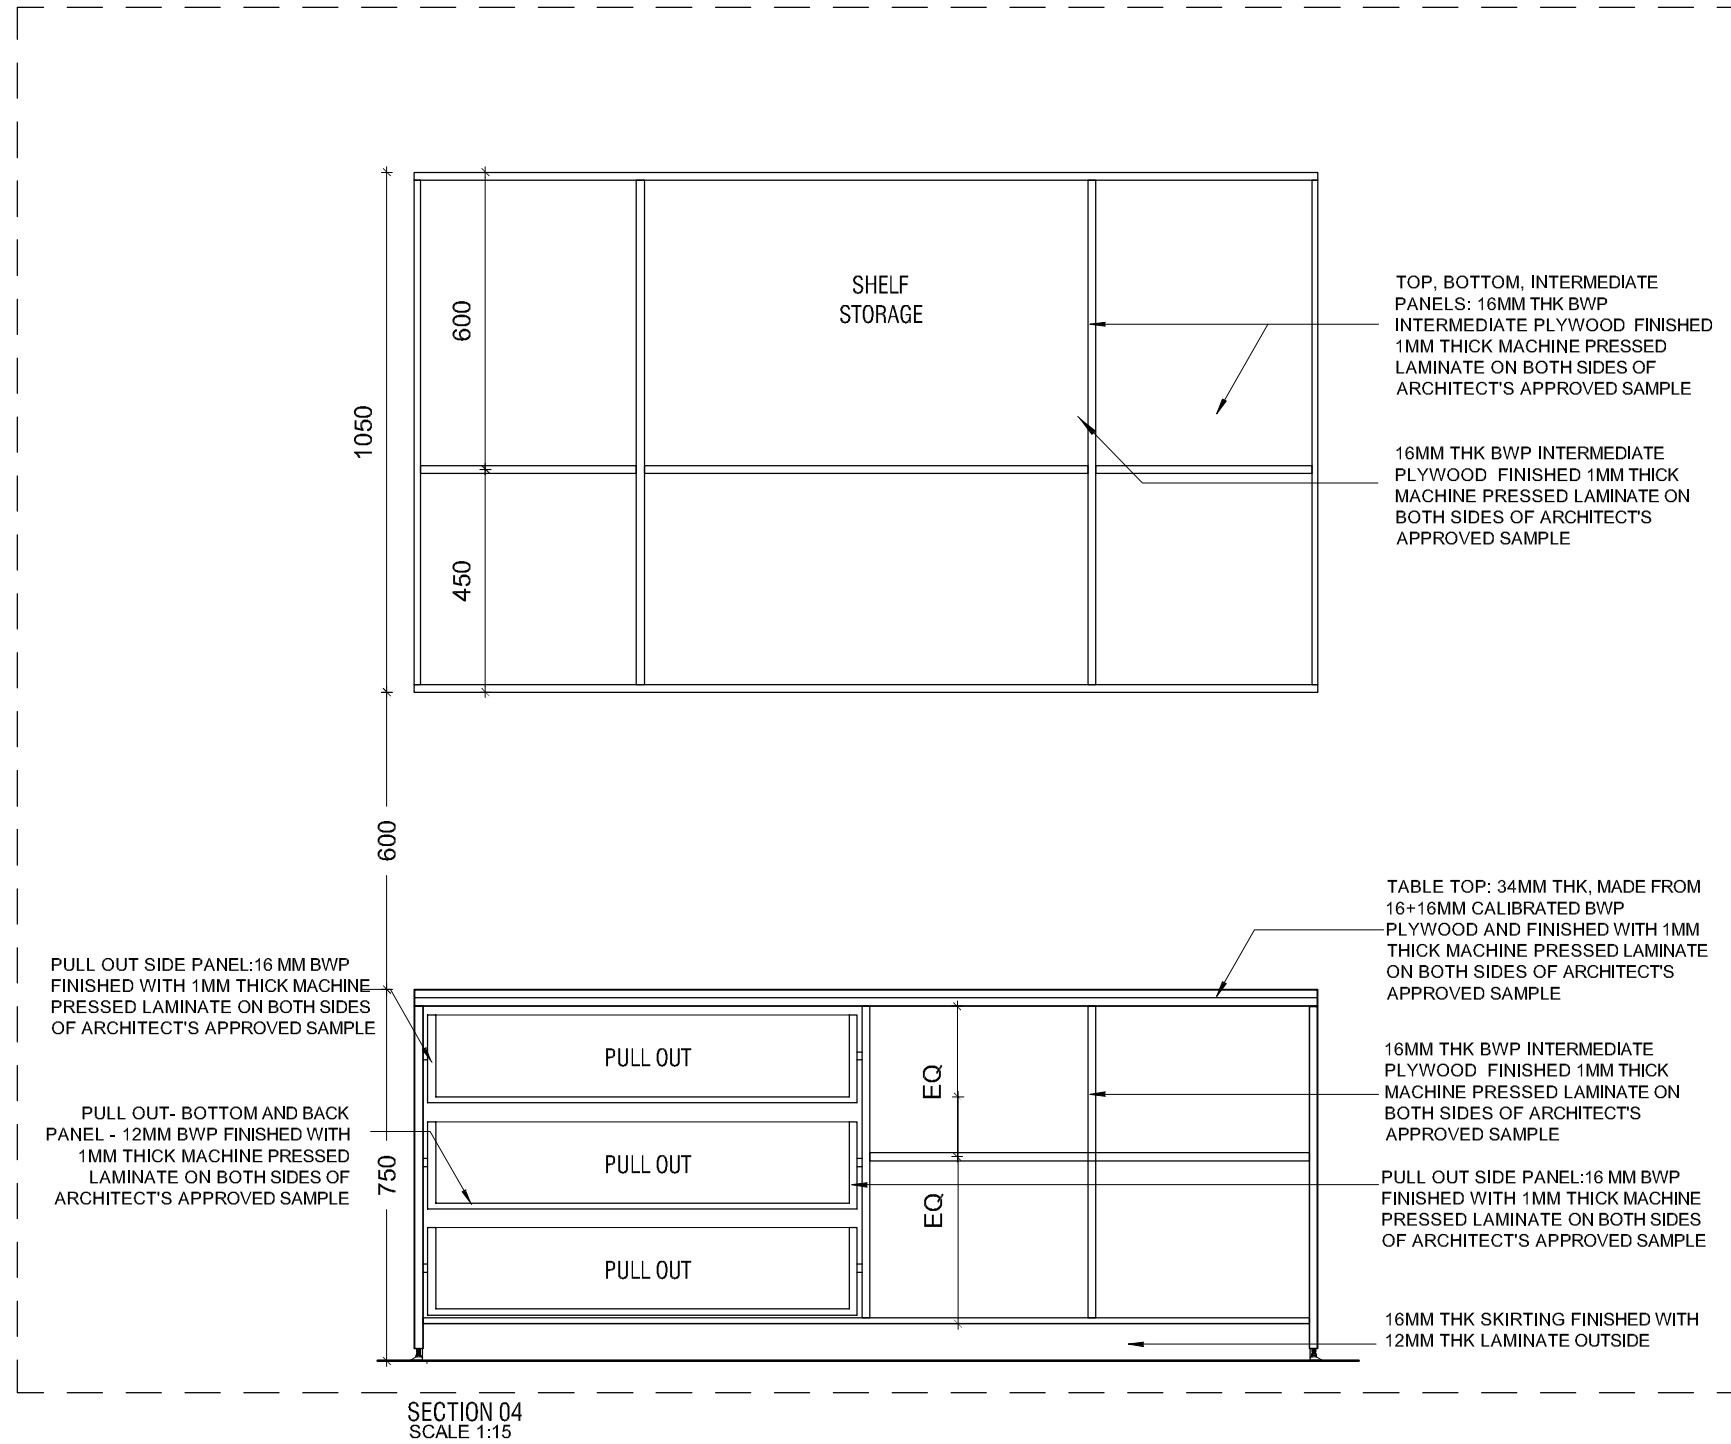 SHELF
STORAGE
600
1050
450
600
750
TOP, BOTTOM, INTERMEDIATE
PANELS: 16MM THK BWP
INTERMEDIATE PLYWOOD FINISHED
1MM THICK MACHINE PRESSED
LAMINATE ON BOTH SIDES OF
ARCHITECT'S APPROVED SAMPLE
16MM THK BWP INTERMEDIATE
PLYWOOD FINISHED 1MM THICK
MACHINE PRESSED LAMINATE ON
BOTH SIDES OF ARCHITECT'S
APPROVED SAMPLE
TABLE TOP: 34MM THK, MADE FROM
16+16MM CALIBRATED BWP
PLYWOOD AND FINISHED WITH 1MM
THICK MACHINE PRESSED LAMINATE
ON BOTH SIDES OF ARCHITECT'S
APPROVED SAMPLE
PULL OUT SIDE PANEL:16 MM BWP
FINISHED WITH 1MM THICK MACHINE
PRESSED LAMINATE ON BOTH SIDES
OF ARCHITECT'S APPROVED SAMPLE
PULL OUT- BOTTOM AND BACK
PANEL - 12MM BWP FINISHED WITH
1MM THICK MACHINE PRESSED
LAMINATE ON BOTH SIDES OF
ARCHITECT'S APPROVED SAMPLE
PULL OUT
PULL OUT
PULL OUT
EQ
EQ
16MM THK BWP INTERMEDIATE
PLYWOOD FINISHED 1MM THICK
MACHINE PRESSED LAMINATE ON
BOTH SIDES OF ARCHITECT'S
APPROVED SAMPLE
PULL OUT SIDE PANEL:16 MM BWP
FINISHED WITH 1MM THICK MACHINE
PRESSED LAMINATE ON BOTH SIDES
OF ARCHITECT'S APPROVED SAMPLE
16MM THK SKIRTING FINISHED WITH
12MM THK LAMINATE OUTSIDE
SECTION 04
SCALE 1:15